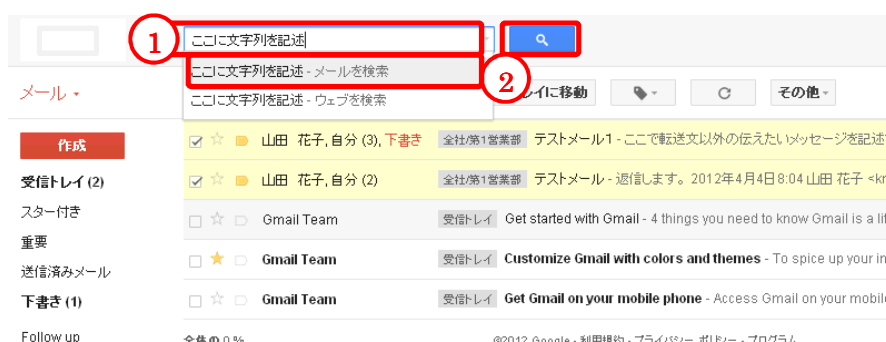 ① ここに文字列を記述
ここに文字列を記述 - メールを検索
②
ここに文字列を記述 - ウェブを検索
メール
レイに移動
その他
作成
山田 花子, 自分 (3), 下書き 全社/第1営業部 テストメール1 - ここで転送文以外の伝えたいメッセージを記述
受信トレイ (2)
山田 花子, 自分 (2) 全社/第1営業部 テストメール - 返信します。 2012年4月4日8:04 山田 花子 <kr
スター付き
Gmail Team 受信トレイ Get started with Gmail - 4 things you need to know Gmail is a lif
重要
Gmail Team 受信トレイ Customize Gmail with colors and themes - To spice up your in
送信済みメール
下書き (1)
Gmail Team 受信トレイ Get Gmail on your mobile phone - Access Gmail on your mobile
Follow up
全体の 0 %
©2012 Google - 利用規約 - プライバシー ポリシー - プログラム